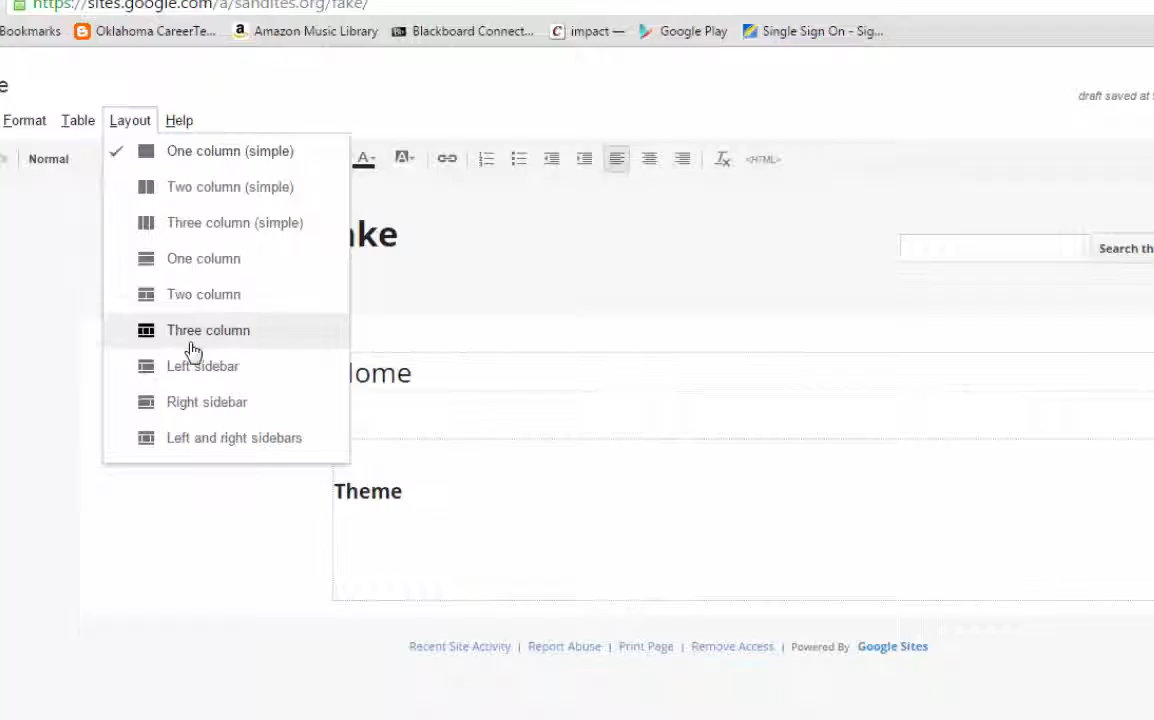 https://sites.google.com/a/sandites.org/fake/
Bookmarks Oklahoma CareerTe... Amazon Music Library Bb Blackboard Connect... C impact — Google Play Single Sign On - Sig...
e
draft saved at
Format Table Layout Help
Normal
A
A
<HTML>
One column (simple)
Two column (simple)
Three column (simple)
One column
Two column
Three column
Left sidebar
Right sidebar
Left and right sidebars
ake
Search th
Home
Theme
Recent Site Activity | Report Abuse | Print Page | Remove Access | Powered By Google Sites